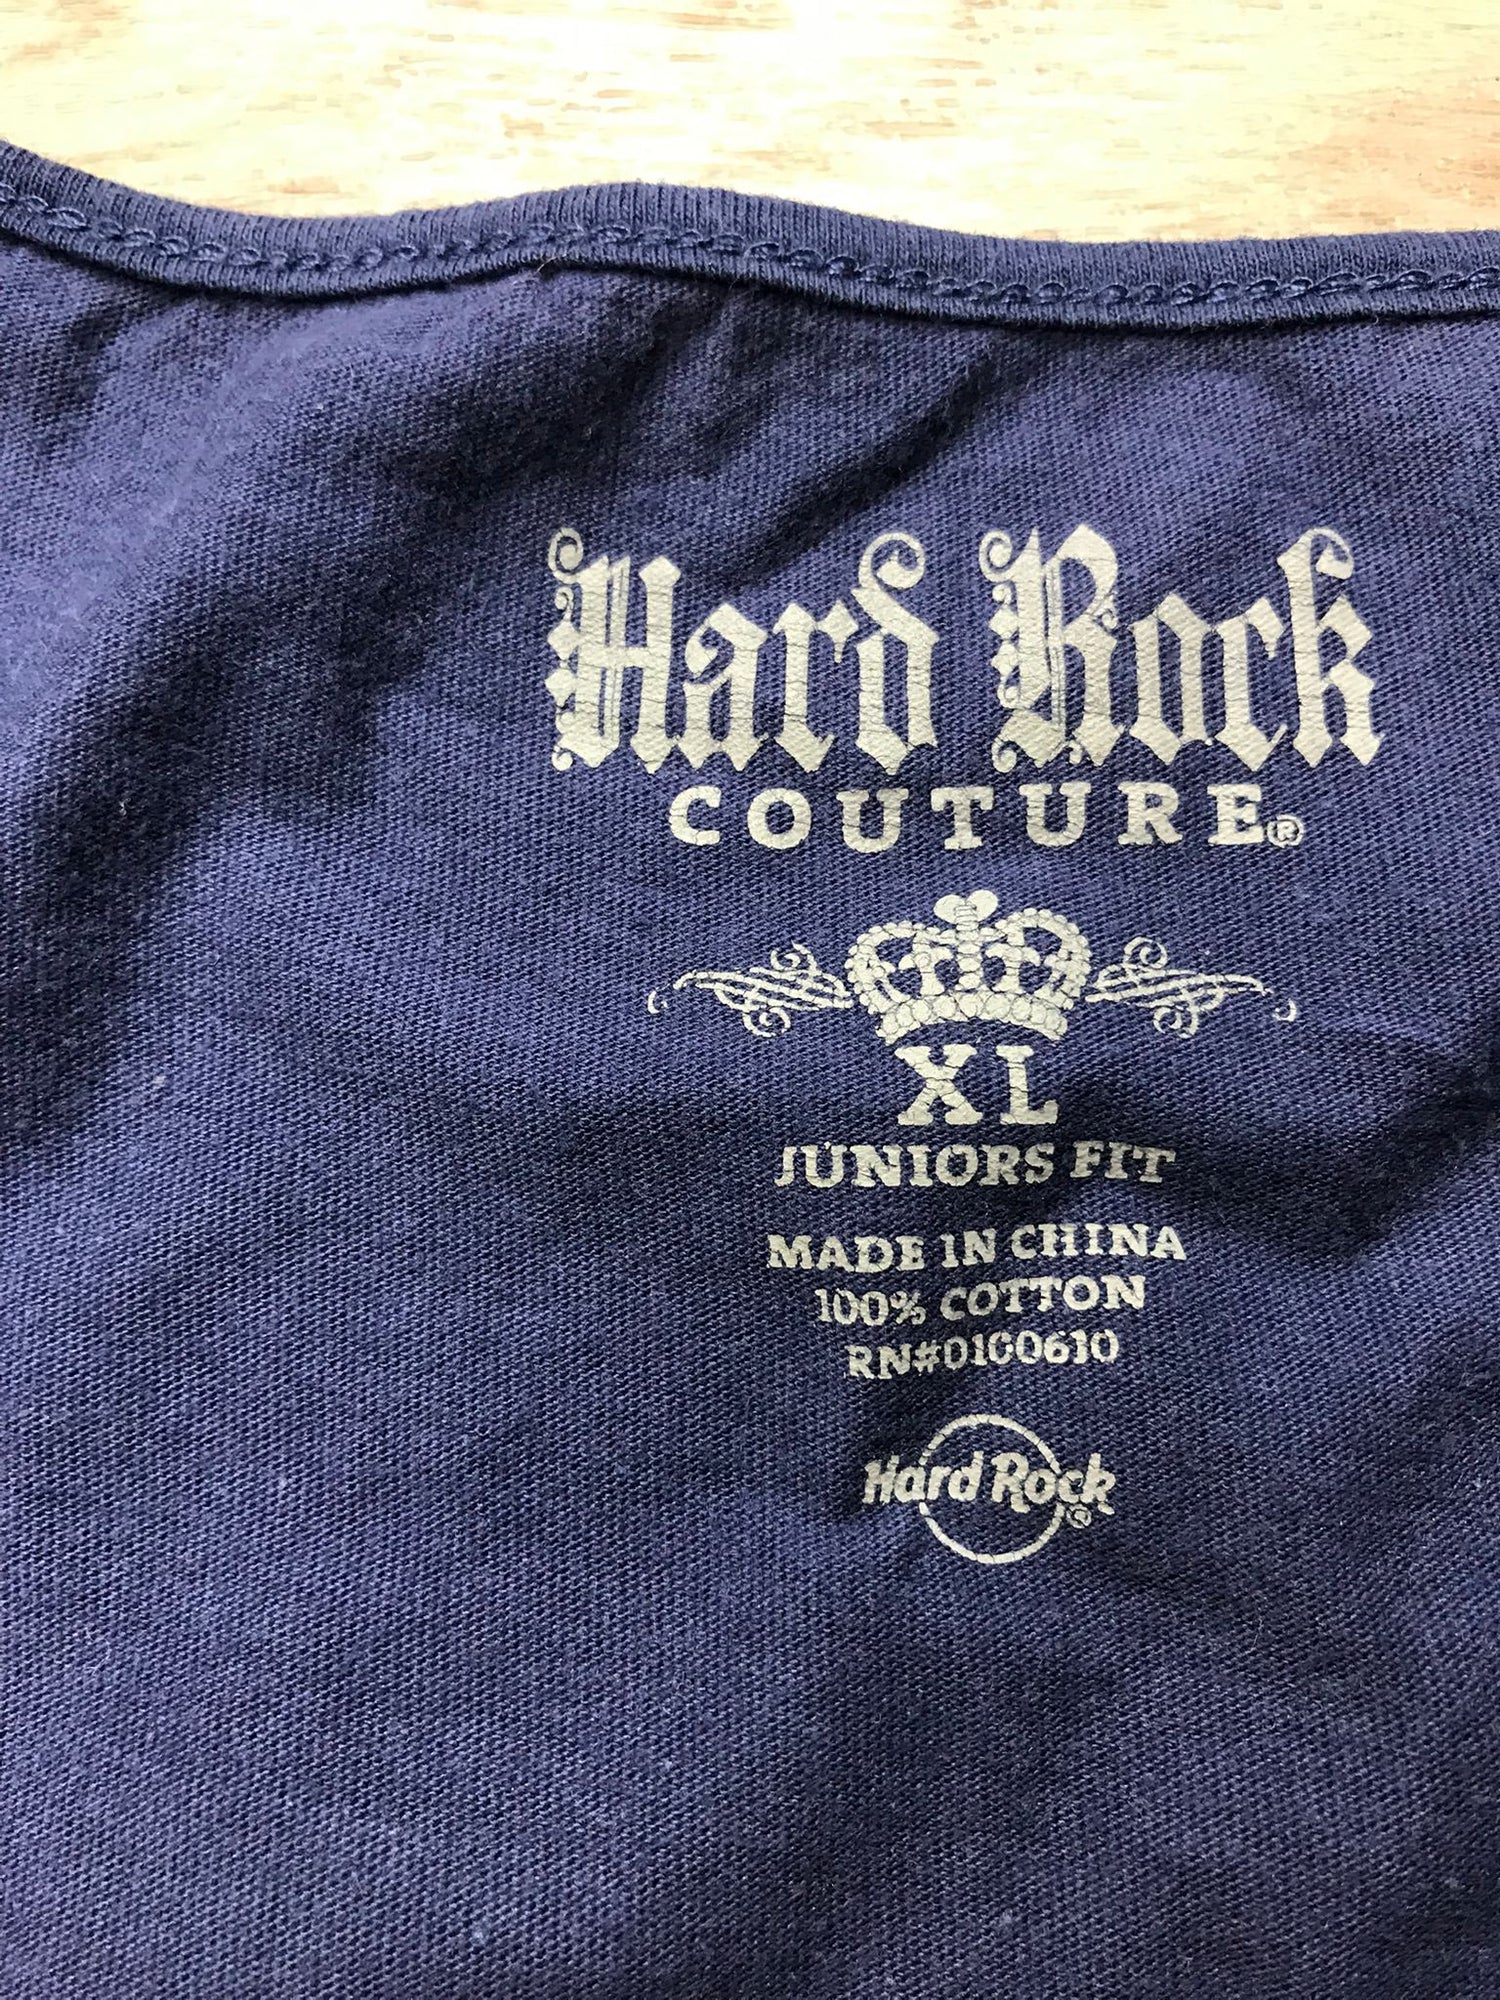 Hard Rock
COUTURE®
XL
JUNIORS FIT
MADE IN CHINA
100% COTTON
RN#0100610
Hard Rock®